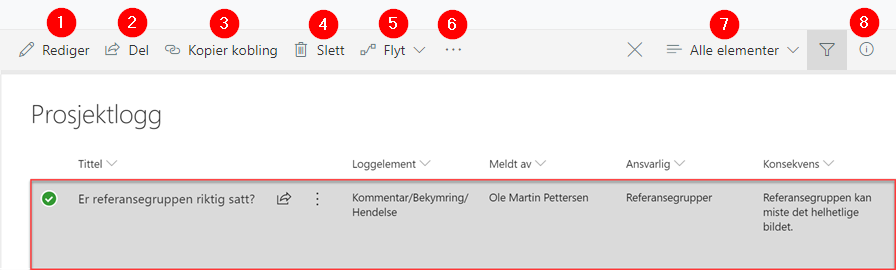 1 2 3 4 5 6 7 8
Rediger Del Kopier kobling Slett Flyt ... Alle elementer
Prosjektlogg
Tittel Loggelement Meldt av Ansvarlig Konsekvens
Er referansegruppen riktig satt? Kommentar/Bekymring/ Ole Martin Pettersen Referansegrupper Referansegruppen kan
Hendelse miste det helhetlige
bildet.